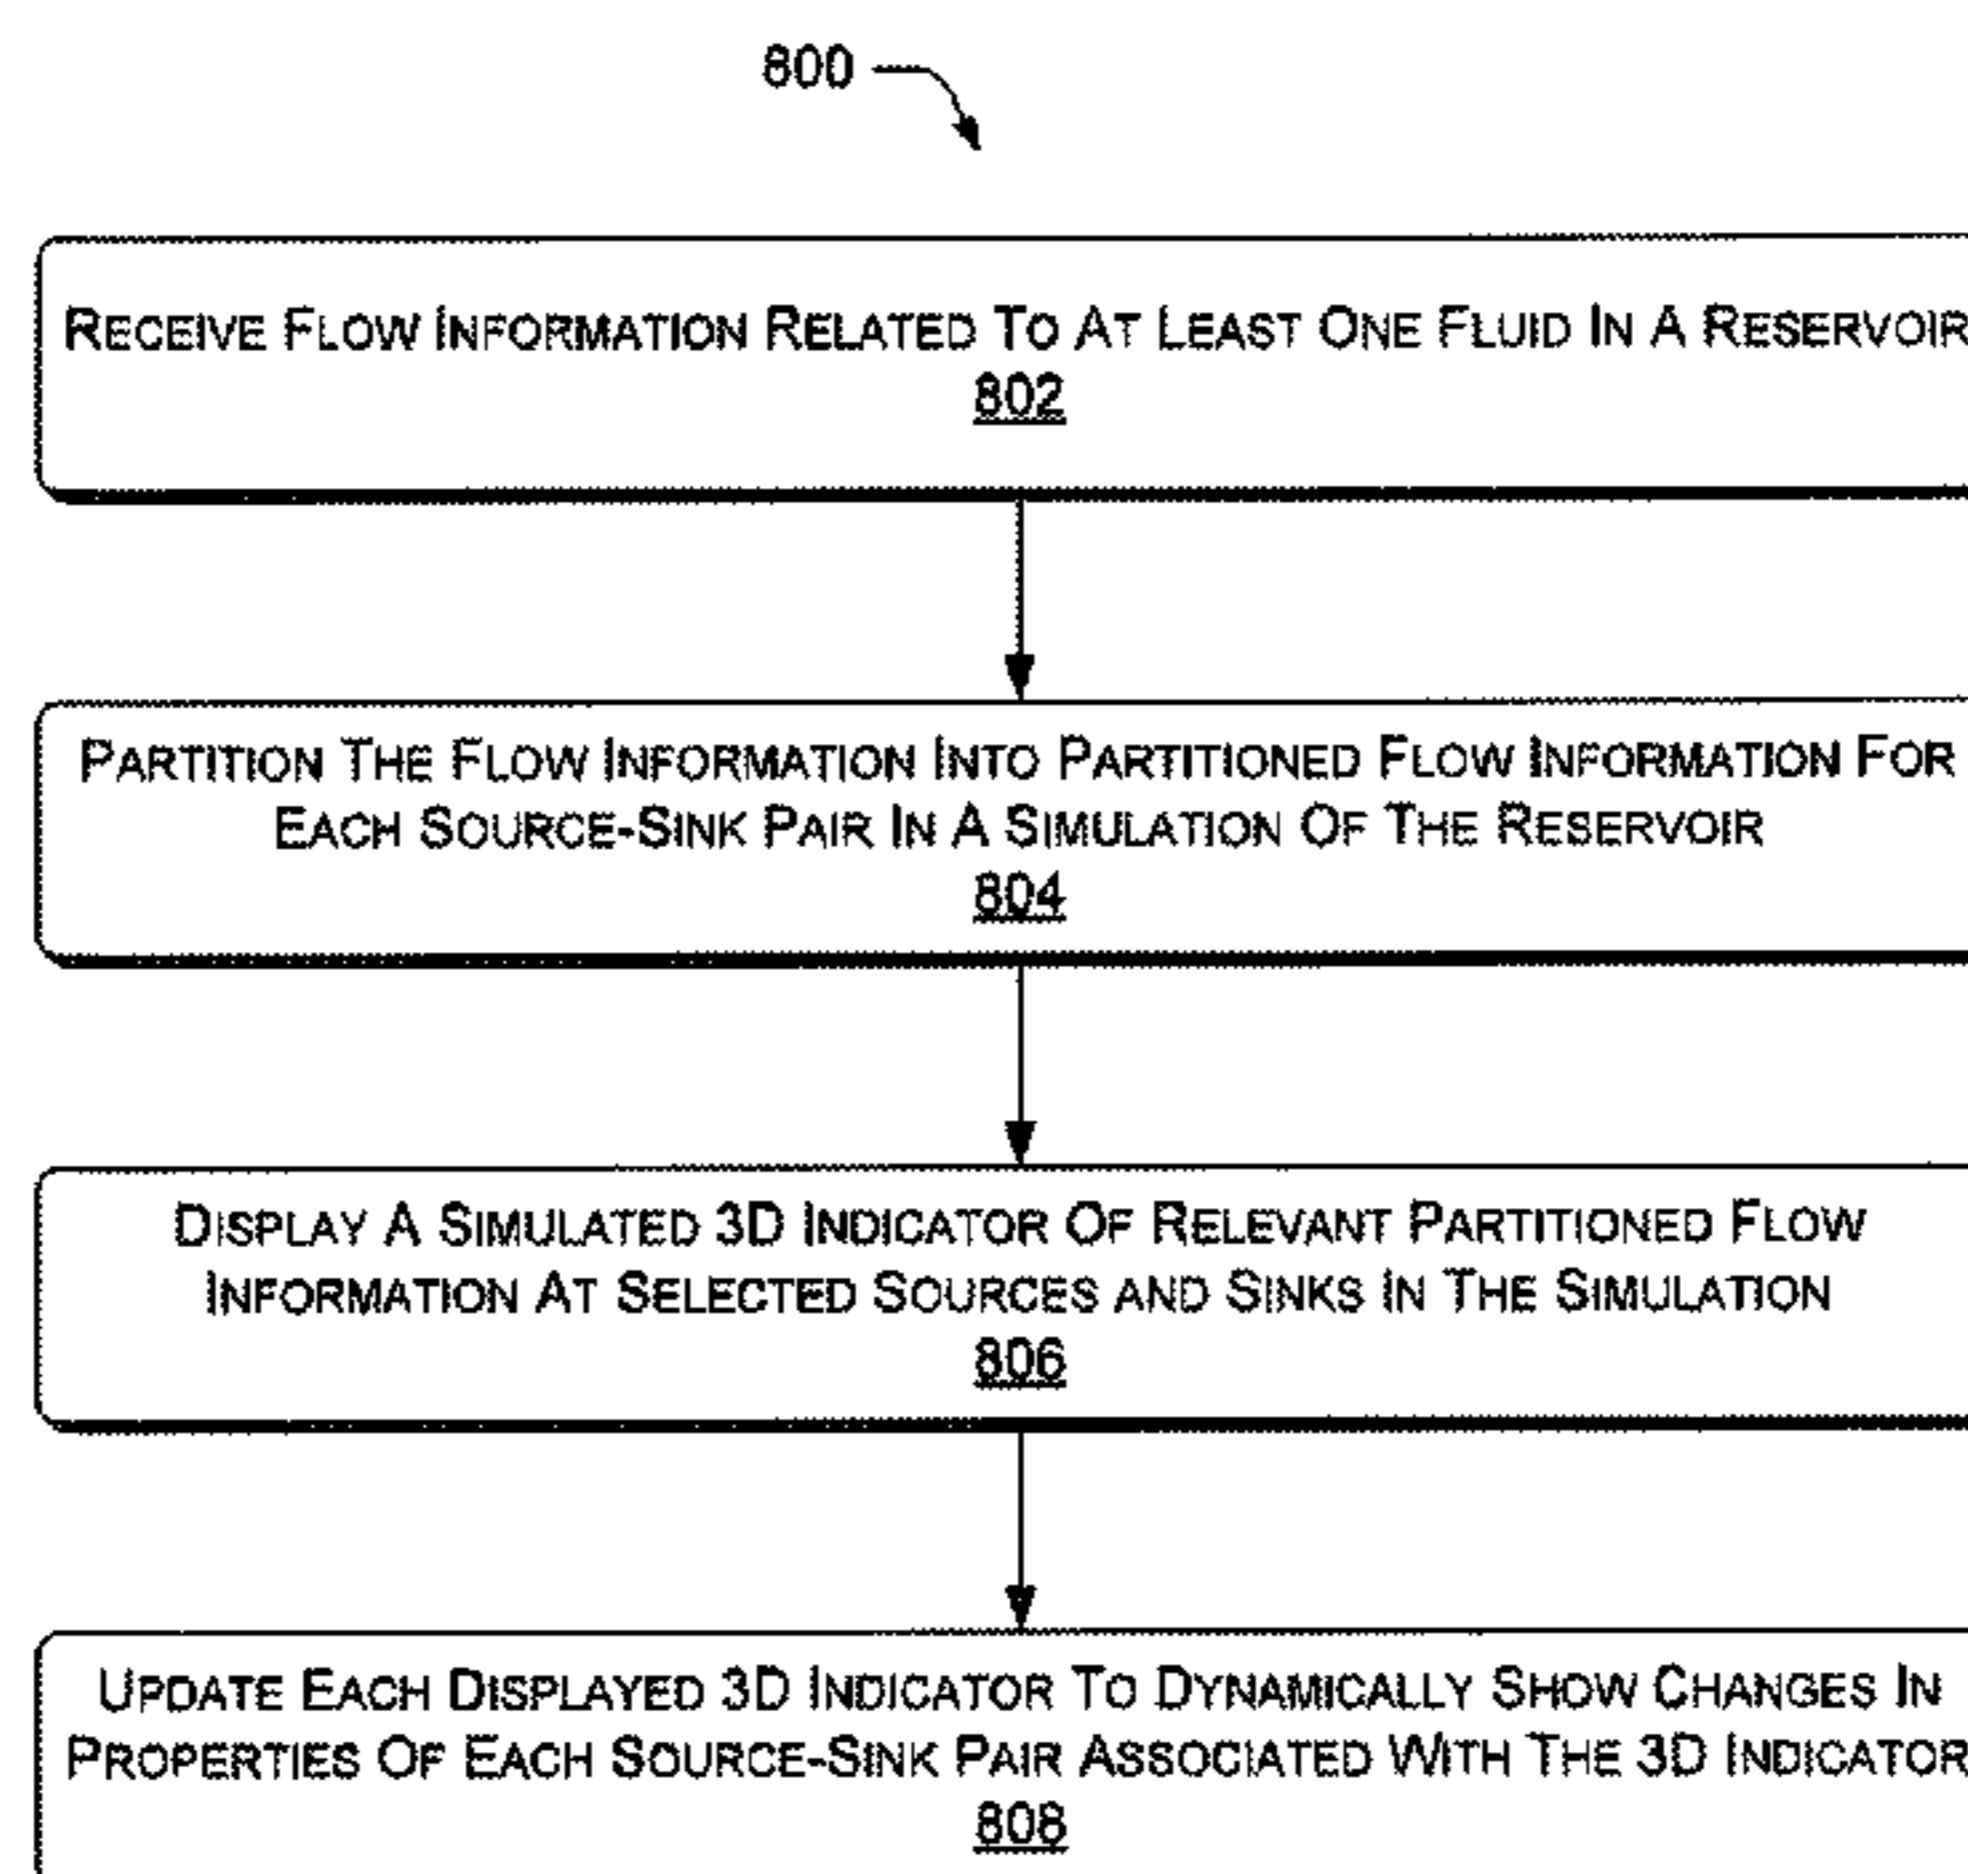 800
RECEIVE FLOW INFORMATION RELATED TO AT LEAST ONE FLUID IN A RESERVOIR
802
PARTITION THE FLOW INFORMATION INTO PARTITIONED FLOW INFORMATION FOR
EACH SOURCE-SINK PAIR IN A SIMULATION OF THE RESERVOIR
804
DISPLAY A SIMULATED 3D INDICATOR OF RELEVANT PARTITIONED FLOW
INFORMATION AT SELECTED SOURCES AND SINKS IN THE SIMULATION
806
UPDATE EACH DISPLAYED 3D INDICATOR TO DYNAMICALLY SHOW CHANGES IN
PROPERTIES OF EACH SOURCE-SINK PAIR ASSOCIATED WITH THE 3D INDICATOR
808